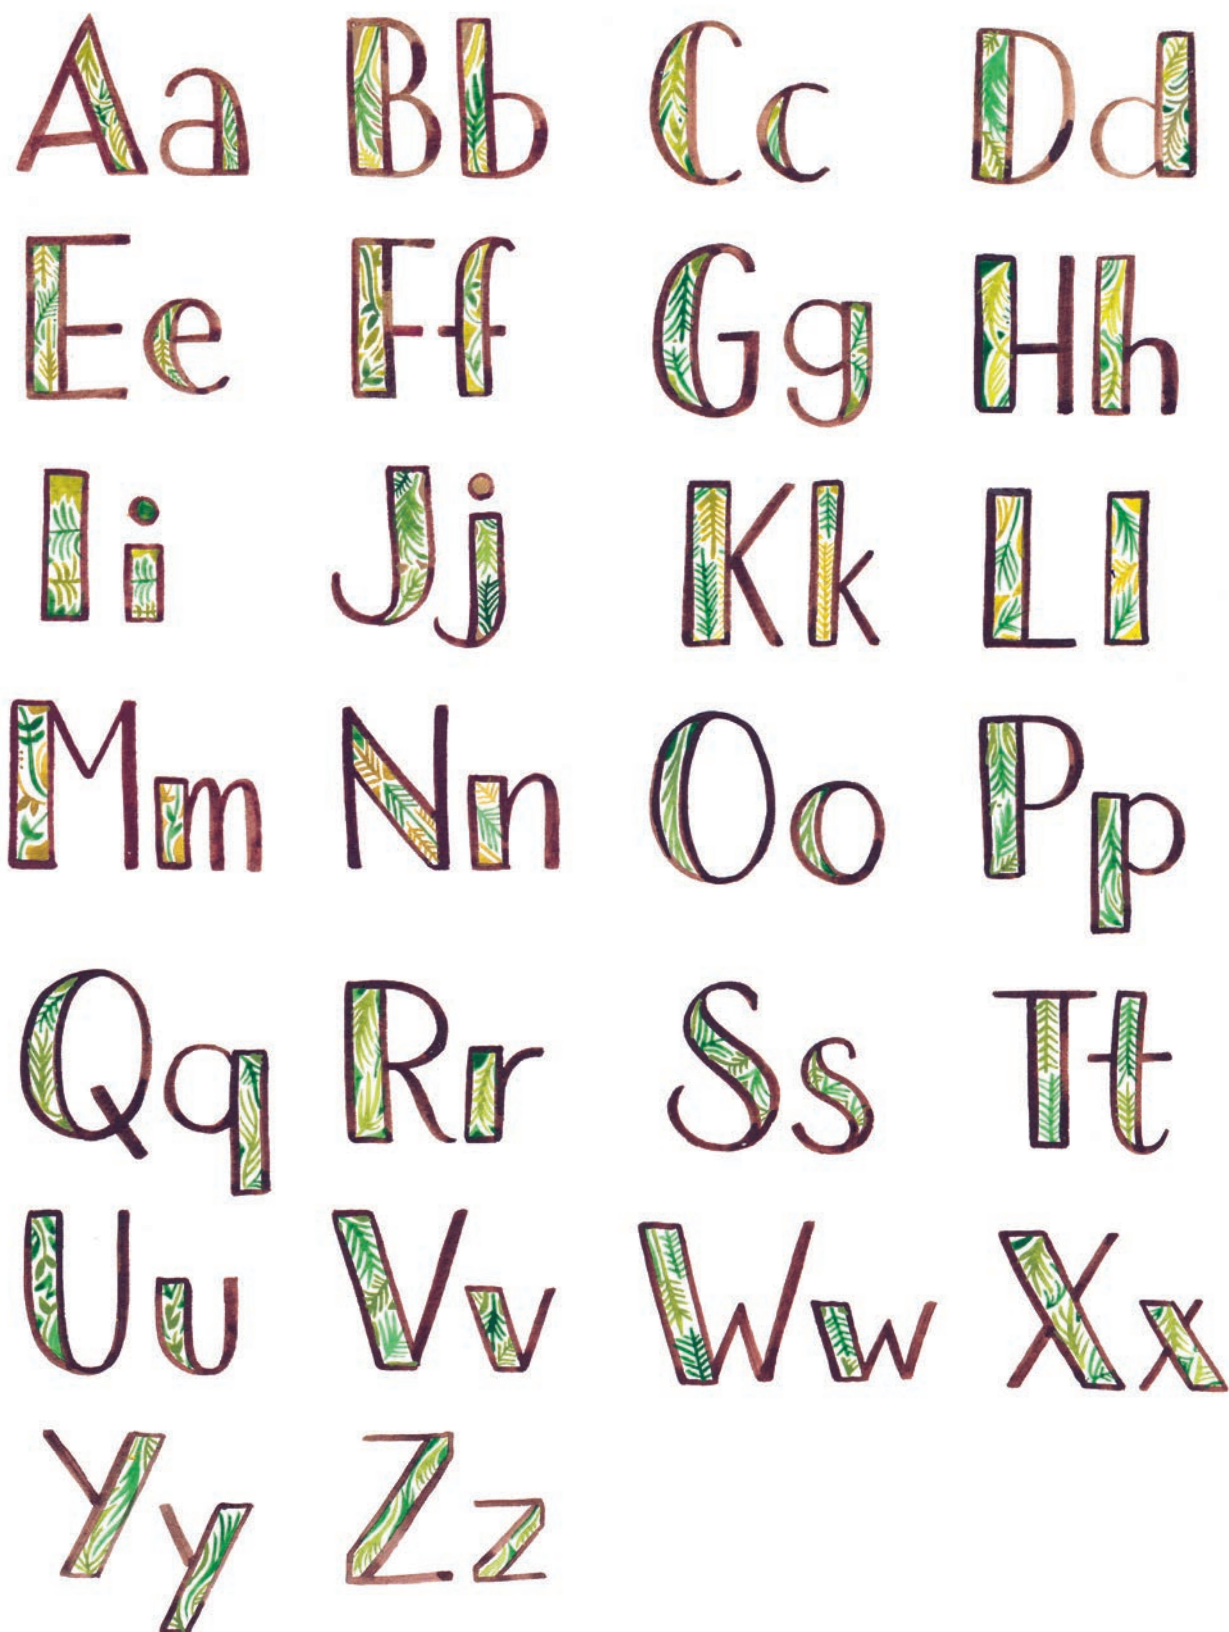 Aa Bb Cc Dd
Ee Ff Gg Hh
Ii Jj Kk Ll
Mm Nn Oo Pp
Qq Rr Ss Tt
Uu Vv Ww Xx
Yy Zz